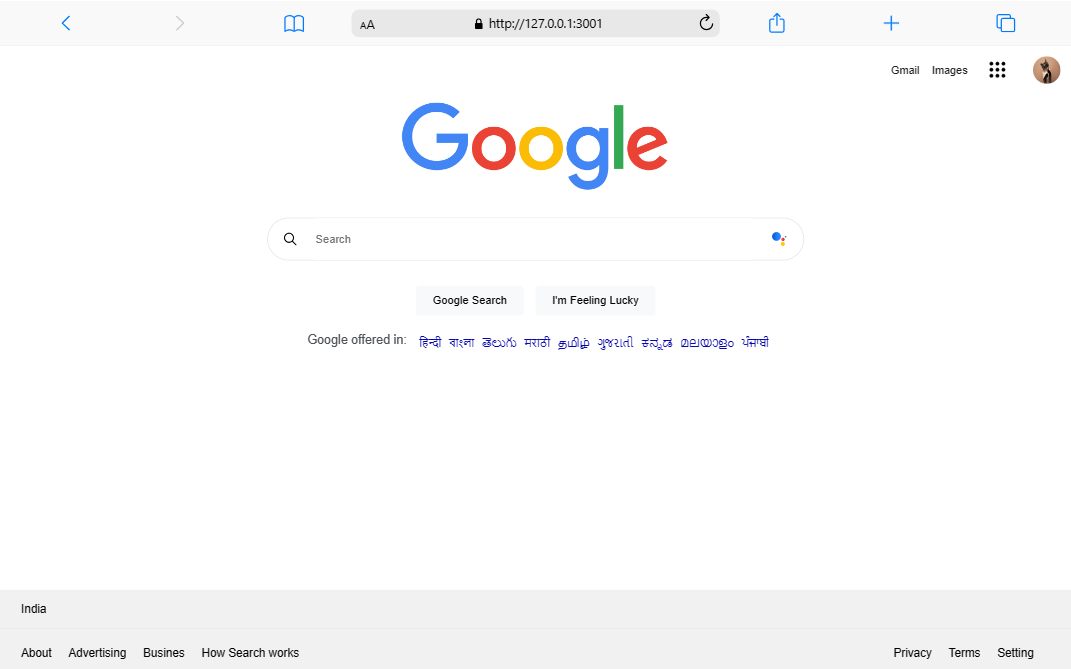 AA http://127.0.0.1:3001
Gmail Images
Google
Search
Google Search I'm Feeling Lucky
Google offered in: हिन्दी বাংলা తెలుగు मराठी தமிழ் ગુજરાતી ಕನ್ನಡ മലയാളം ਪੰਜਾਬੀ
India
About Advertising Busines How Search works Privacy Terms Setting